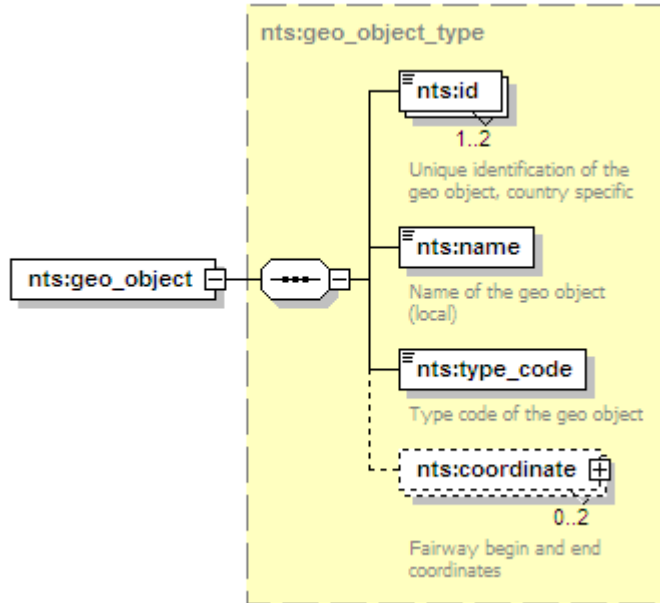 nts:geo_object_type
nts:id
1..2
Unique identification of the
geo object, country specific
nts:name
Name of the geo object
(local)
nts:geo_object
nts:type_code
Type code of the geo object
nts:coordinate
0..2
Fairway begin and end
coordinates